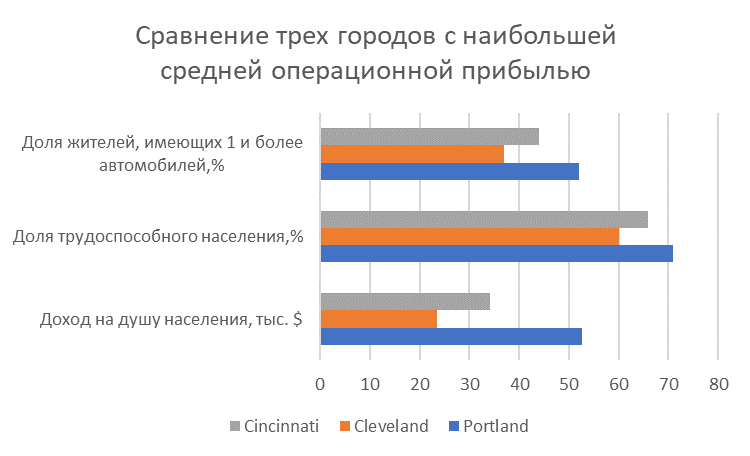 Сравнение трех городов с наибольшей
средней операционной прибылью
Доля жителей, имеющих 1 и более
автомобилей,%
Доля трудоспособного населения,%
Доход на душу населения, тыс. $
0 10 20 30 40 50 60 70 80
Cincinnati Cleveland Portland